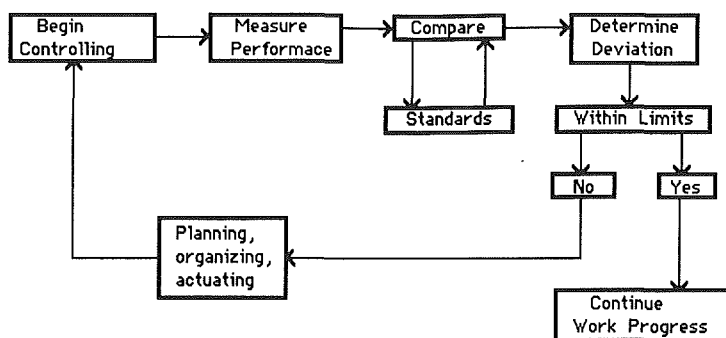 Begin
Controlling
Measure
Performace
Compare
Determine
Deviation
Standards
Within Limits
No
Yes
Planning,
organizing,
actuating
Continue
Work Progress